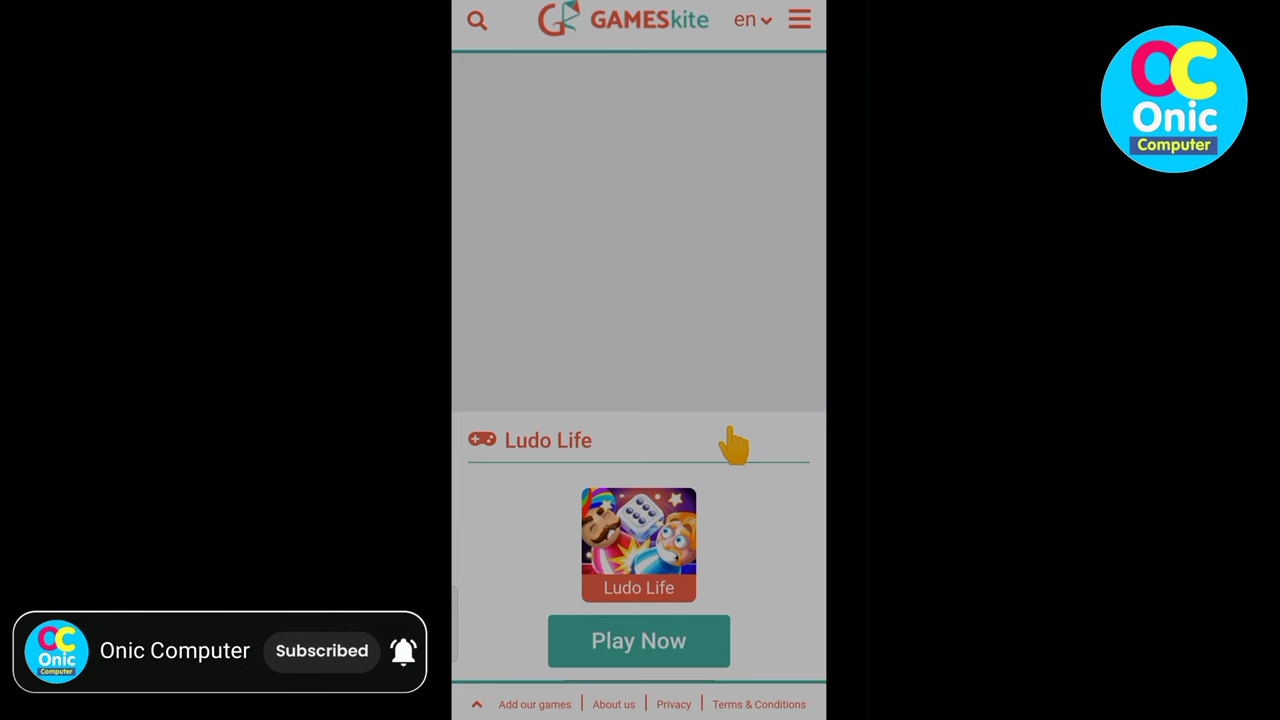 GAMESkite
en
OC
Onic
Computer
Ludo Life
Ludo Life
Play Now
OC
Onic
Computer
Onic Computer
Subscribed
Add our games
About us
Privacy
Terms & Conditions